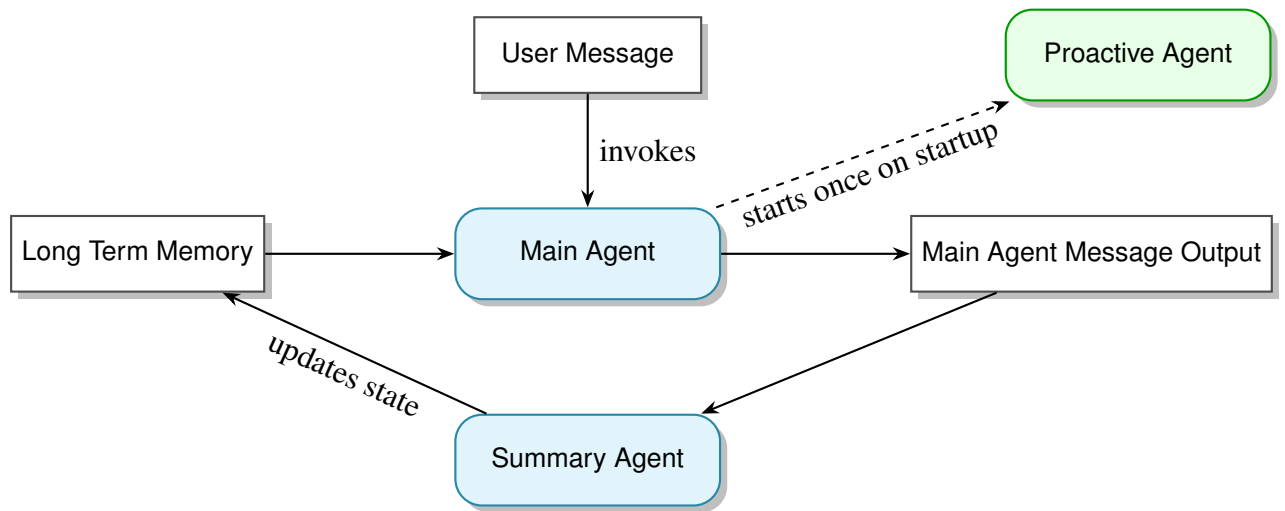 User Message
Proactive Agent
invokes
starts once on startup
Long Term Memory
Main Agent
Main Agent Message Output
updates state
Summary Agent